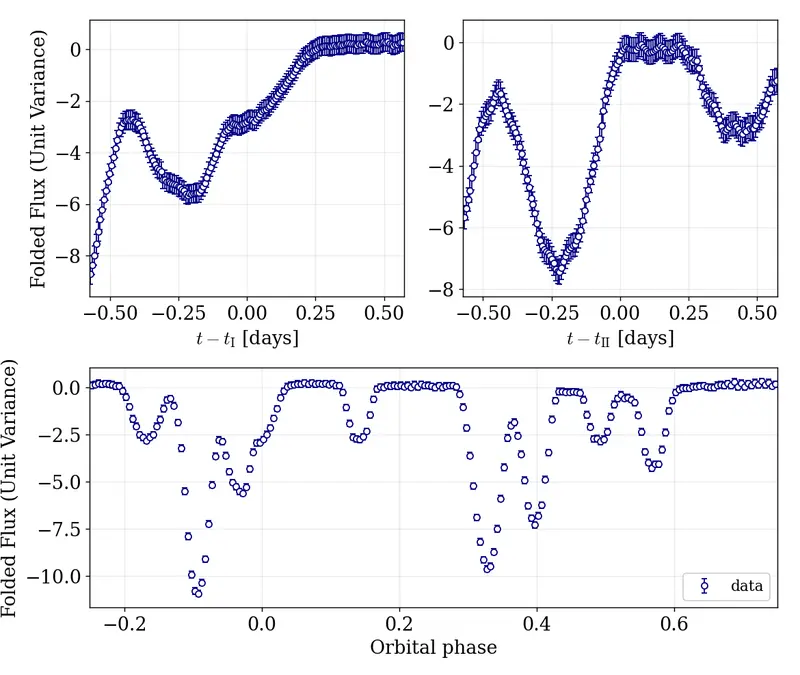 Folded Flux (Unit Variance)
0
−2
−4
−6
−8
−0.50 −0.25 0.00 0.25 0.50
t − tI [days]
0
−2
−4
−6
−8
−0.50 −0.25 0.00 0.25 0.50
t − tII [days]
Folded Flux (Unit Variance)
0.0
−2.5
−5.0
−7.5
−10.0
−0.2 0.0 0.2 0.4 0.6
Orbital phase
data